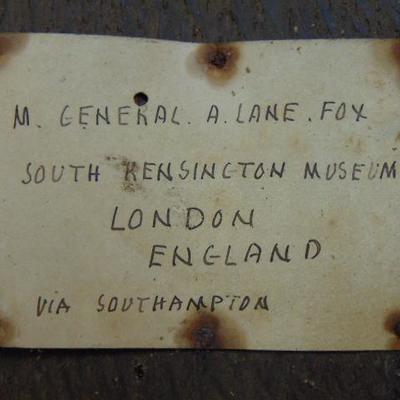 M. GENERAL. A. LANE. FOX
SOUTH KENSINGTON MUSEUM
LONDON
ENGLAND
VIA SOUTHAMPTON